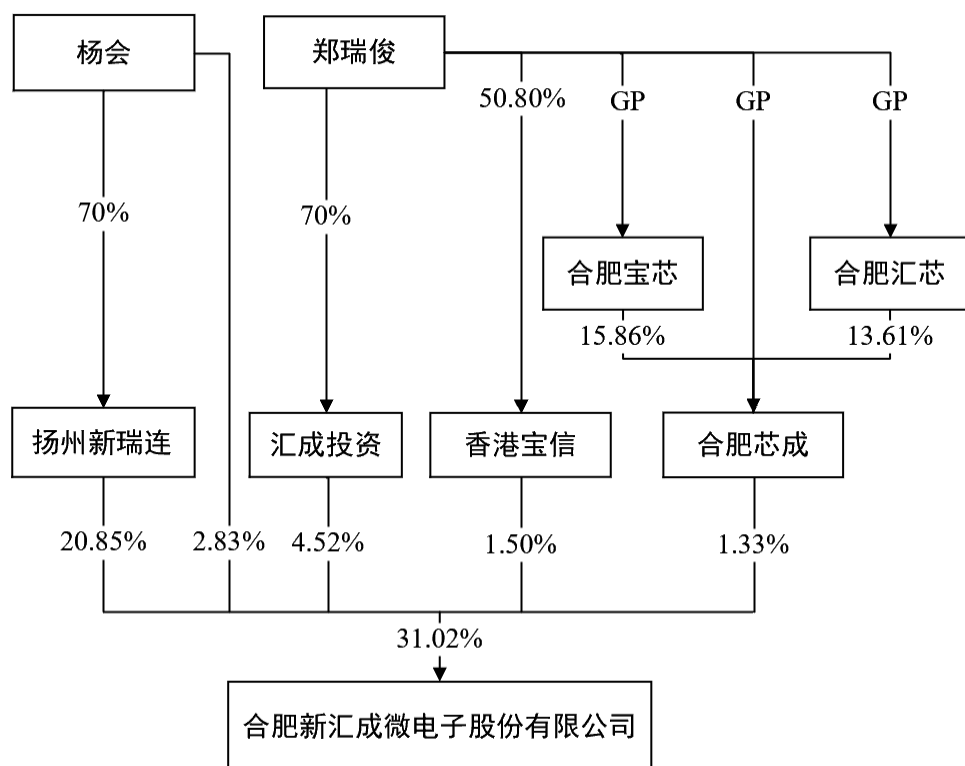 杨会
郑瑞俊
50.80%
GP
GP
GP
70%
70%
合肥宝芯
合肥汇芯
15.86%
13.61%
扬州新瑞连
汇成投资
香港宝信
合肥芯成
20.85%
2.83%
4.52%
1.50%
1.33%
31.02%
合肥新汇成微电子股份有限公司